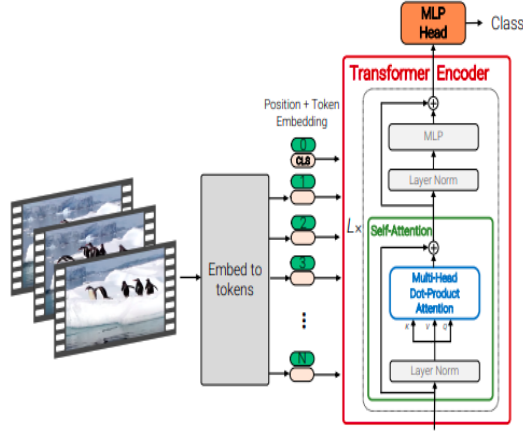 MLP
Head
Class
Transformer Encoder
Position + Token
Embedding
MLP
0
CLS
Layer Norm
1
L×
Self-Attention
2
Embed to
tokens
3
Multi-Head
Dot-Product
Attention
K V Q
Layer Norm
N